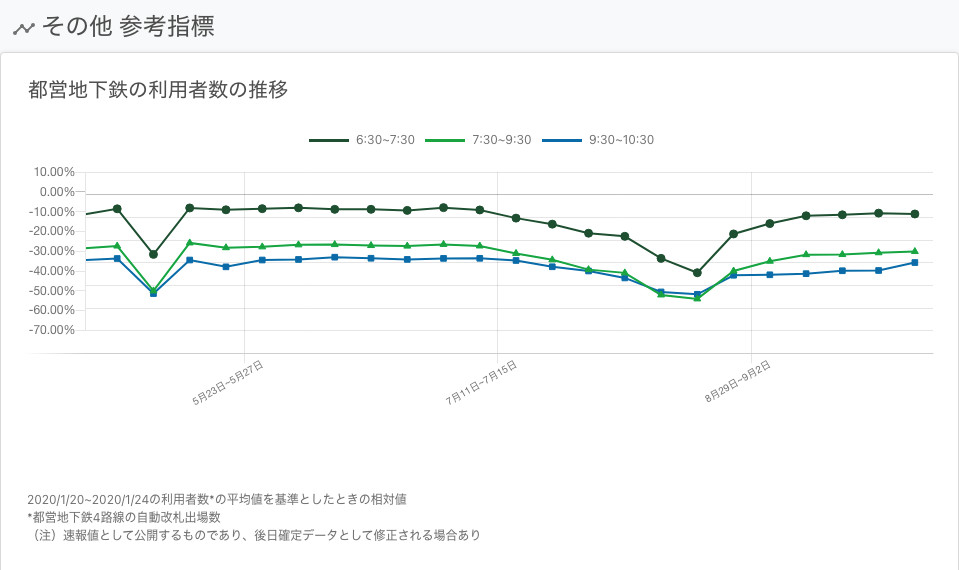 その他 参考指標
都営地下鉄の利用者数の推移
6:30~7:30 7:30~9:30 9:30~10:30
10.00%
0.00%
-10.00%
-20.00%
-30.00%
-40.00%
-50.00%
-60.00%
-70.00%
5月23日~5月27日 7月11日~7月15日 8月29日~9月2日
2020/1/20~2020/1/24の利用者数*の平均値を基準としたときの相対値
*都営地下鉄4路線の自動改札出場数
（注）速報値として公開するものであり、後日確定データとして修正される場合あり